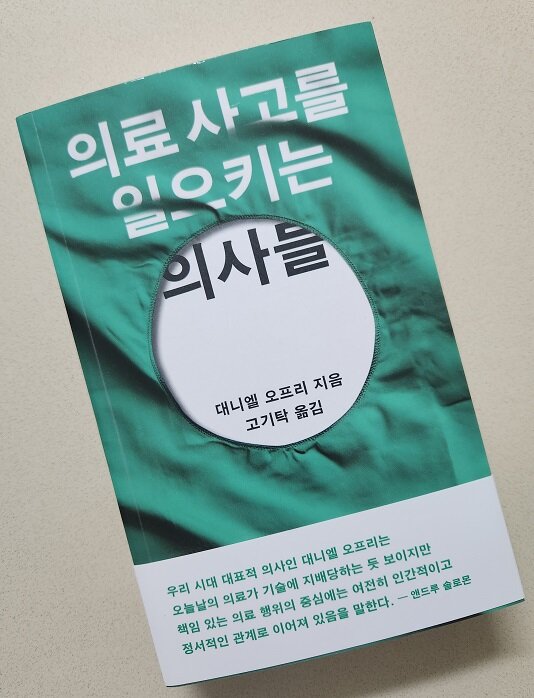 의료 사고를
일으키는
의사들
대니엘 오프리 지음
고기탁 옮김
우리 시대 대표적 의사인 대니엘 오프리는
오늘날의 의료가 기술에 지배당하는 듯 보이지만
책임 있는 의료 행위의 중심에는 여전히 인간적이고
정서적인 관계로 이어져 있음을 말한다. ― 앤드루 솔로몬